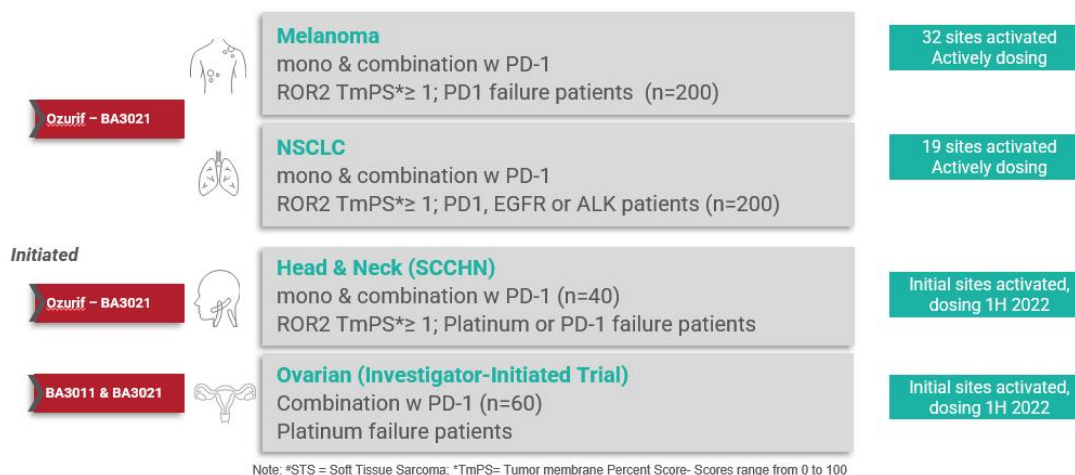 Melanoma
mono & combination w PD-1
ROR2 TmPS*≥ 1; PD1 failure patients (n=200)
32 sites activated
Actively dosing
Ozurif – BA3021
NSCLC
mono & combination w PD-1
ROR2 TmPS*≥ 1; PD1, EGFR or ALK patients (n=200)
19 sites activated
Actively dosing
Initiated
Ozurif – BA3021
Head & Neck (SCCHN)
mono & combination w PD-1 (n=40)
ROR2 TmPS*≥ 1; Platinum or PD-1 failure patients
Initial sites activated,
dosing 1H 2022
BA3011 & BA3021
Ovarian (Investigator-Initiated Trial)
Combination w PD-1 (n=60)
Platinum failure patients
Initial sites activated,
dosing 1H 2022
Note: #STS = Soft Tissue Sarcoma; *TmPS= Tumor membrane Percent Score- Scores range from 0 to 100